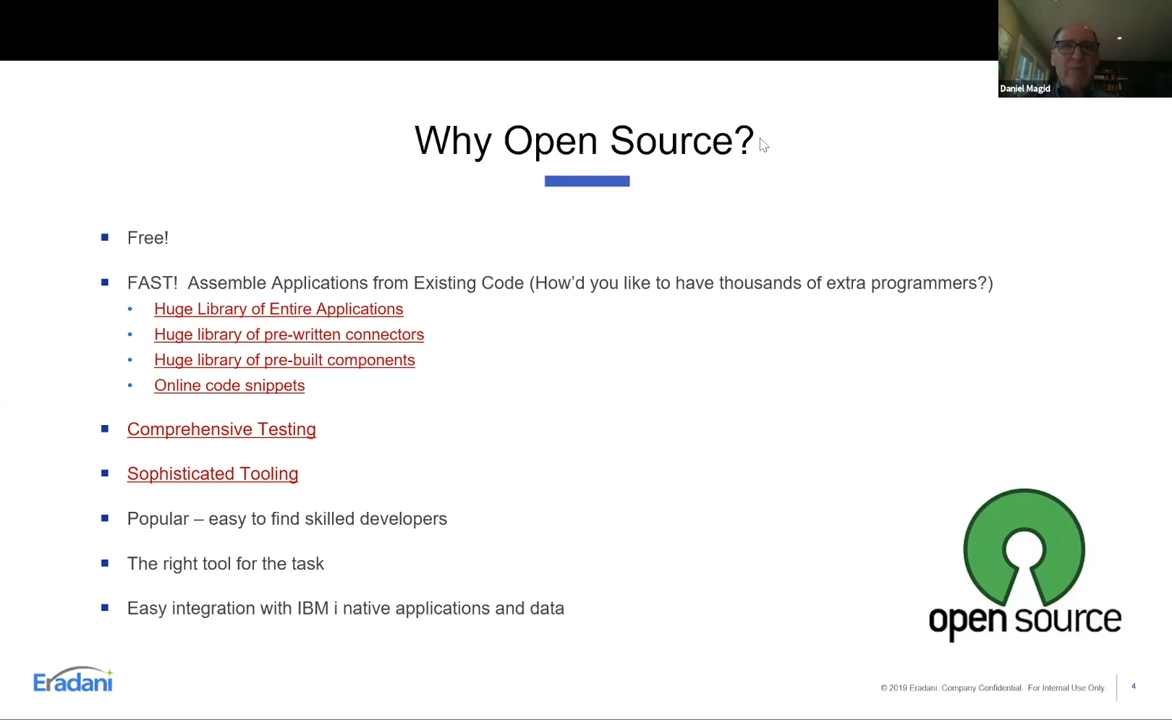 Daniel Magid
Why Open Source?
Free!
FAST! Assemble Applications from Existing Code (How'd you like to have thousands of extra programmers?)
Huge Library of Entire Applications
Huge library of pre-written connectors
Huge library of pre-built components
Online code snippets
Comprehensive Testing
Sophisticated Tooling
Popular – easy to find skilled developers
The right tool for the task
Easy integration with IBM i native applications and data
open source
Eradani
© 2019 Eradani. Company Confidential. For Internal Use Only.
4